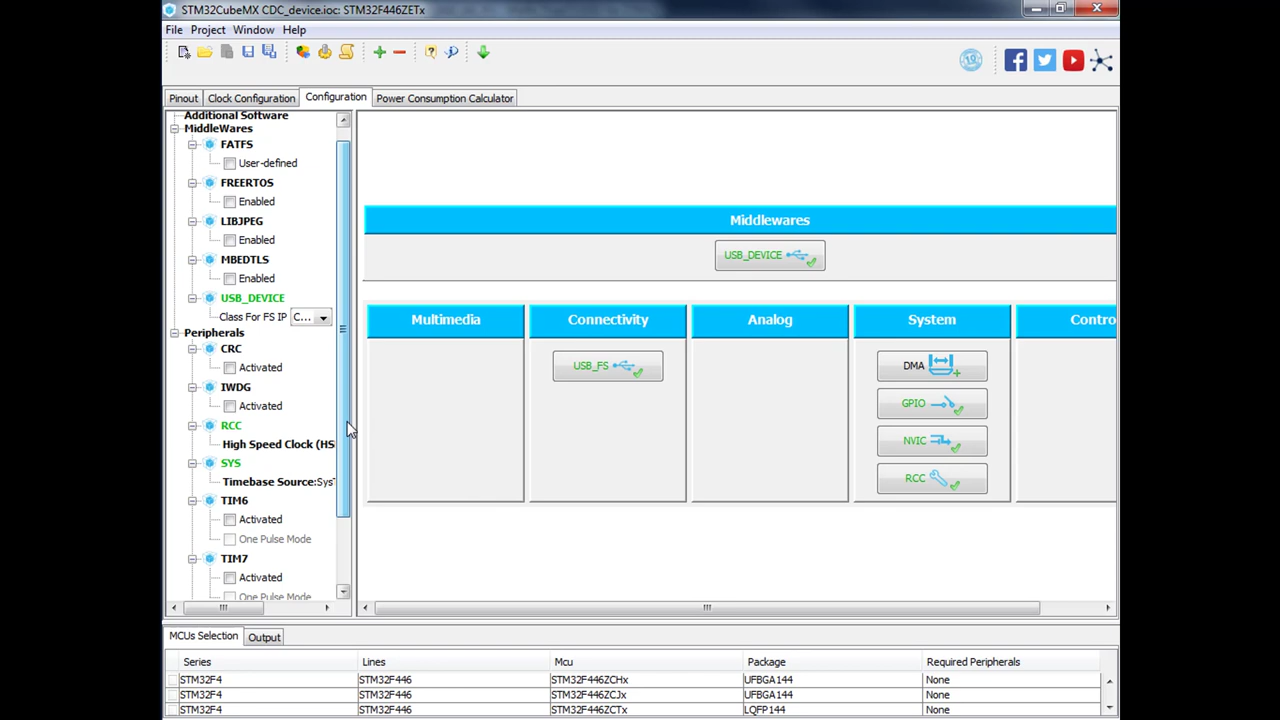 STM32CubeMX CDC_device.ioc: STM32F446ZETx
File Project Window Help
Pinout Clock Configuration Configuration Power Consumption Calculator
Additional Software
MiddleWares
FATFS
User-defined
FREERTOS
Enabled
LIBJPEG
Enabled
MBEDTLS
Enabled
USB_DEVICE
Class For FS IP C...
Peripherals
CRC
Activated
IWDG
Activated
RCC
High Speed Clock (HS
SYS
Timebase Source:Sys
TIM6
Activated
One Pulse Mode
TIM7
Activated
One Pulse Mode
Middlewares
USB_DEVICE
Multimedia Connectivity Analog System Contro
USB_FS
DMA
GPIO
NVIC
RCC
MCUs Selection Output
Series Lines Mcu Package Required Peripherals
STM32F4 STM32F446 STM32F446ZCHx UFBGA144 None
STM32F4 STM32F446 STM32F446ZCJx UFBGA144 None
STM32F4 STM32F446 STM32F446ZCTx LQFP144 None